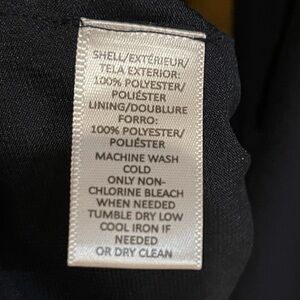 SHELL/EXTÉRIEUR/
TELA EXTERIOR:
100% POLYESTER/
POLIÉSTER
LINING/DOUBLURE
FORRO:
100% POLYESTER/
POLIÉSTER
MACHINE WASH
COLD
ONLY NON-
CHLORINE BLEACH
WHEN NEEDED
TUMBLE DRY LOW
COOL IRON IF
NEEDED
OR DRY CLEAN